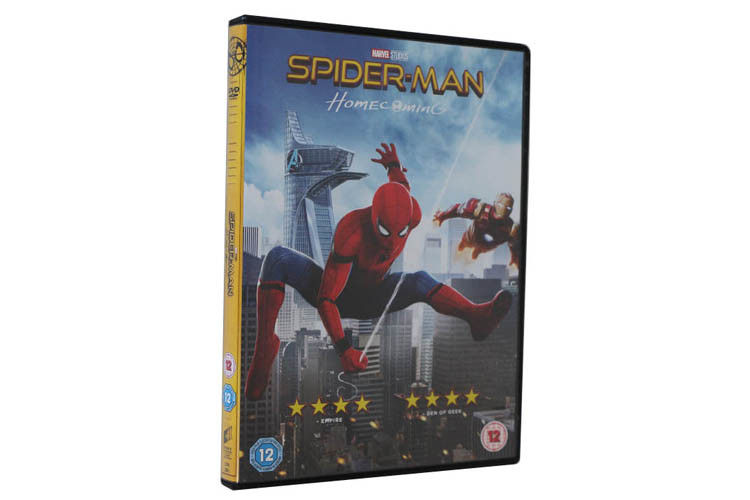 DVD
SPIDER-MAN
12
12
MARVEL STUDIOS
SPIDER-MAN
HOMECOMING
★★★★
- EMPIRE
★★★★
- DEN OF GEEK
12
12